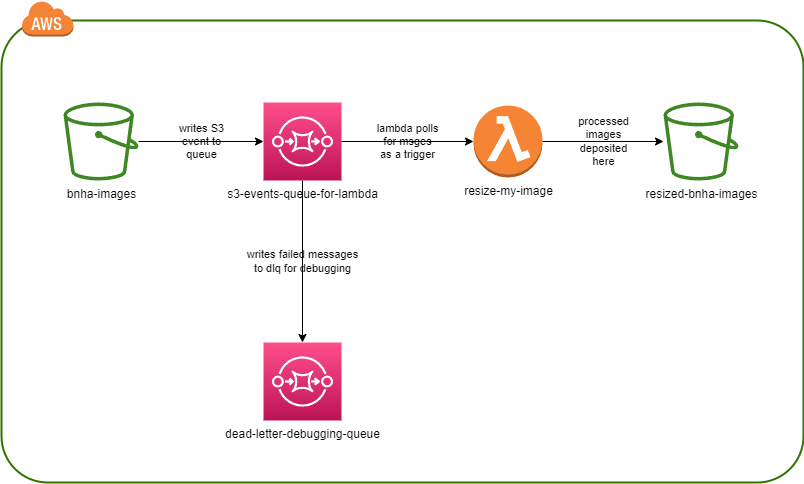 AWS
writes S3
event to
queue
lambda polls
for msges
as a trigger
processed
images
deposited
here
bnha-images
s3-events-queue-for-lambda
resize-my-image
resized-bnha-images
writes failed messages
to dlq for debugging
dead-letter-debugging-queue